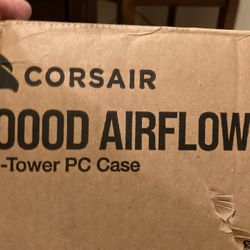 CORSAIR
000D AIRFLOW
-Tower PC Case